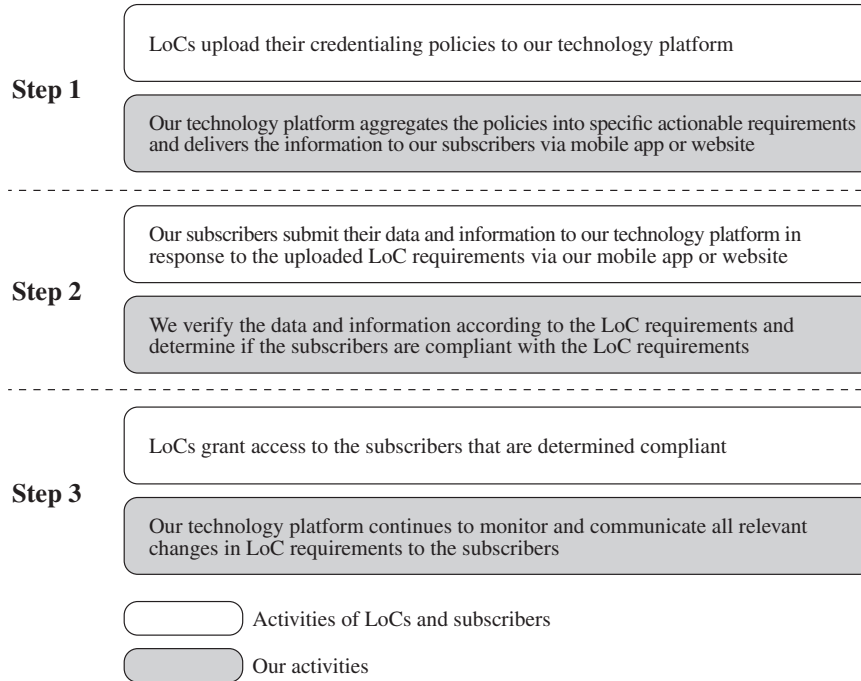 LoCs upload their credentialing policies to our technology platform
Step 1
Our technology platform aggregates the policies into specific actionable requirements
and delivers the information to our subscribers via mobile app or website
Our subscribers submit their data and information to our technology platform in
response to the uploaded LoC requirements via our mobile app or website
Step 2
We verify the data and information according to the LoC requirements and
determine if the subscribers are compliant with the LoC requirements
LoCs grant access to the subscribers that are determined compliant
Step 3
Our technology platform continues to monitor and communicate all relevant
changes in LoC requirements to the subscribers
Activities of LoCs and subscribers
Our activities